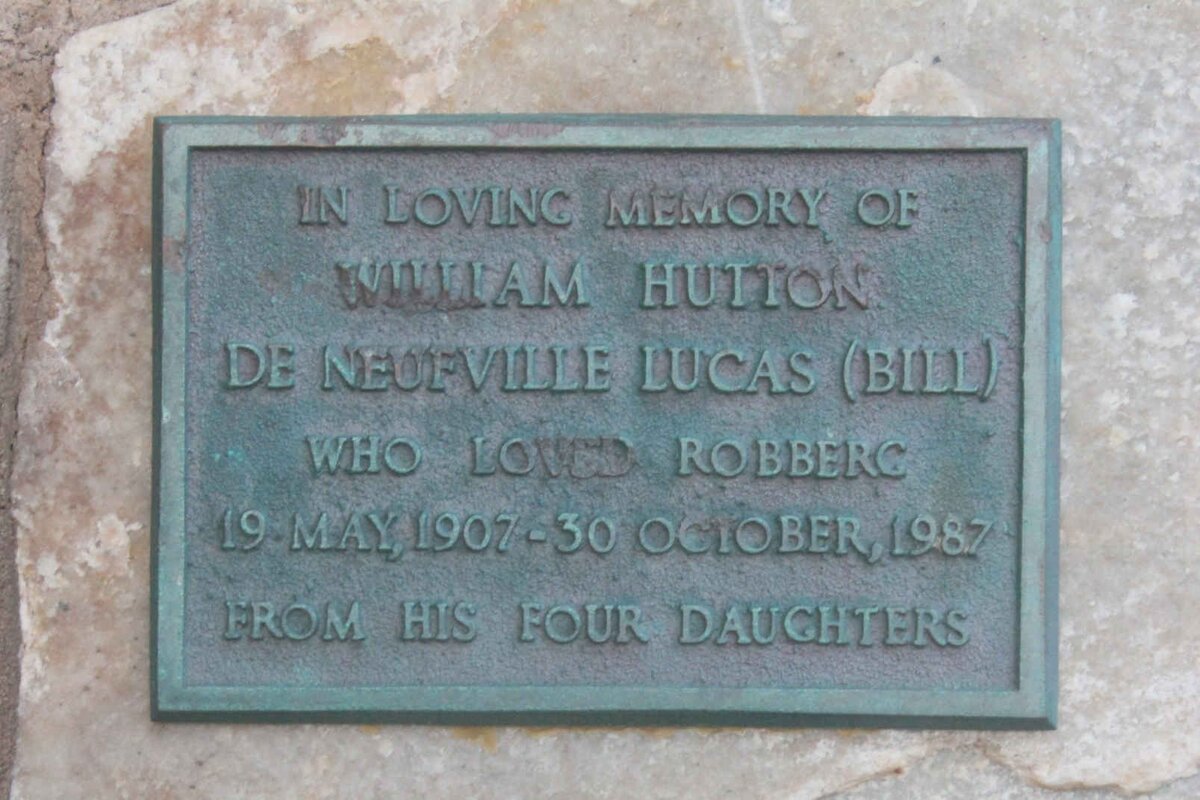 IN LOVING MEMORY OF
WILLIAM HUTTON
DE NEUFVILLE LUCAS (BILL)
WHO LOVED ROBBERG
19 MAY, 1907 - 30 OCTOBER, 1987
FROM HIS FOUR DAUGHTERS